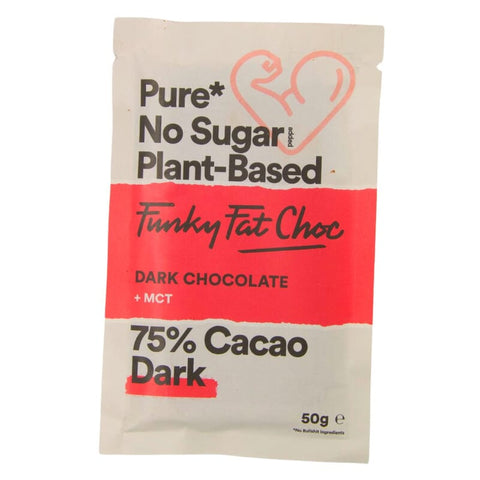 Pure*
No Sugar added
Plant-Based
Funky Fat Choc
DARK CHOCOLATE
+ MCT
75% Cacao
Dark
50g ℮
*No Bullshit Ingredients